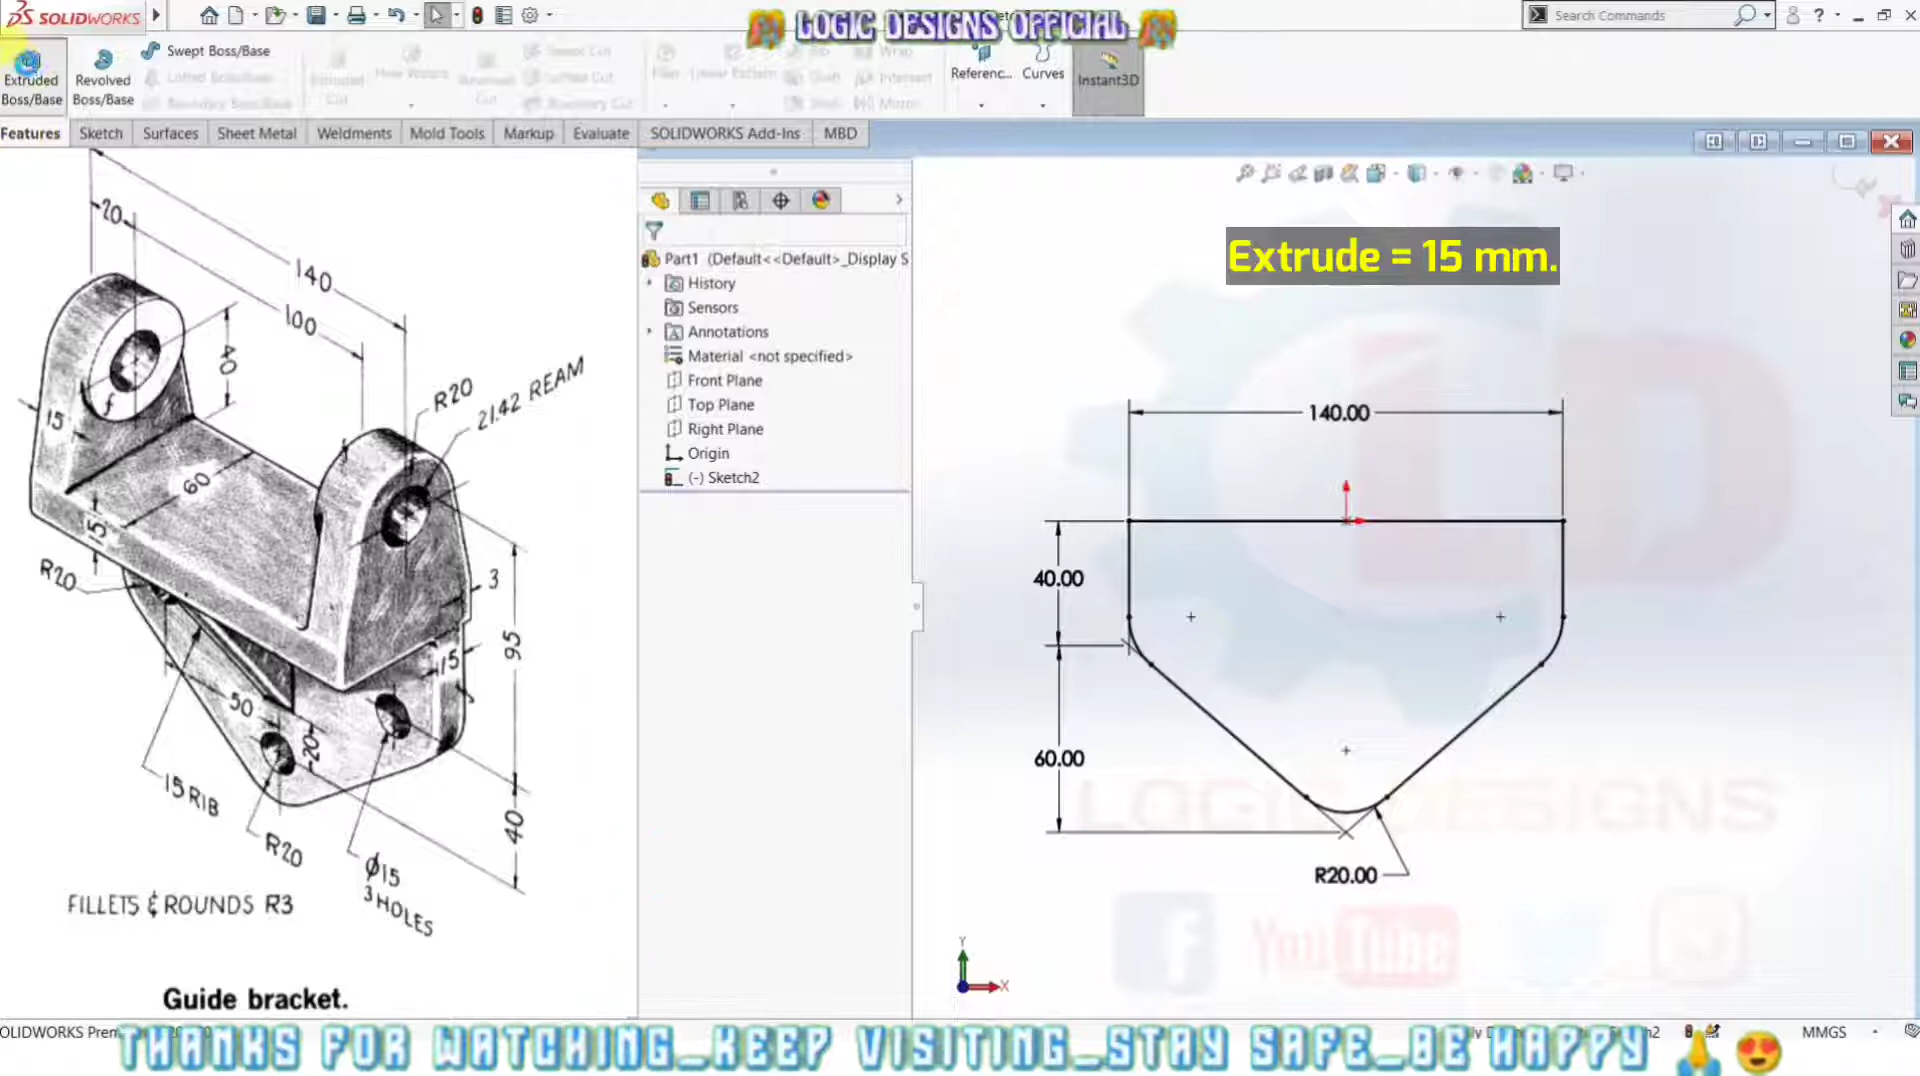 SOLIDWORKS
LOGIC DESIGNS OFFICIAL
Search Commands
Extruded Boss/Base
Revolved Boss/Base
Swept Boss/Base
Lofted Boss/Base
Boundary Boss/Base
Extruded Cut
Hole Wizard
Revolved Cut
Swept Cut
Lofted Cut
Boundary Cut
Fillet
Linear Pattern
Rib
Draft
Shell
Wrap
Intersect
Mirror
Referenc...
Curves
Instant3D
Features
Sketch
Surfaces
Sheet Metal
Weldments
Mold Tools
Markup
Evaluate
SOLIDWORKS Add-Ins
MBD
20
140
100
40
R20
21.42 REAM
f
15
60
15
R20
3
95
15
50
20
15 RIB
R20
Ø15
3 HOLES
40
FILLETS & ROUNDS R3
Guide bracket.
Part1 (Default<<Default>_Display S
History
Sensors
Annotations
Material <not specified>
Front Plane
Top Plane
Right Plane
Origin
(-) Sketch2
Extrude = 15 mm.
140.00
40.00
60.00
R20.00
LOGIC DESIGNS
f
YouTube
Y
X
OLIDWORKS Prem
MMGS
THANKS FOR WATCHING_KEEP VISITING_STAY SAFE_BE HAPPY